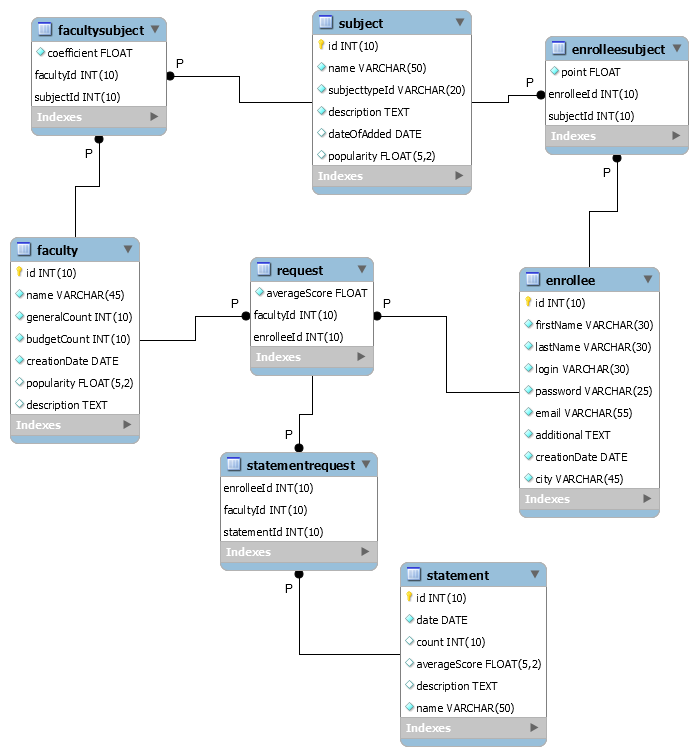 facultysubject
coefficient FLOAT
facultyId INT(10)
subjectId INT(10)
Indexes
subject
id INT(10)
name VARCHAR(50)
subjecttypeId VARCHAR(20)
description TEXT
dateOfAdded DATE
popularity FLOAT(5,2)
Indexes
enrolleesubject
point FLOAT
enrolleeId INT(10)
subjectId INT(10)
Indexes
P
P
P
P
faculty
id INT(10)
name VARCHAR(45)
generalCount INT(10)
budgetCount INT(10)
creationDate DATE
popularity FLOAT(5,2)
description TEXT
Indexes
P
request
averageScore FLOAT
facultyId INT(10)
enrolleeId INT(10)
Indexes
P
enrollee
id INT(10)
firstName VARCHAR(30)
lastName VARCHAR(30)
login VARCHAR(30)
password VARCHAR(25)
email VARCHAR(55)
additional TEXT
creationDate DATE
city VARCHAR(45)
Indexes
P
statementrequest
enrolleeId INT(10)
facultyId INT(10)
statementId INT(10)
Indexes
P
statement
id INT(10)
date DATE
count INT(10)
averageScore FLOAT(5,2)
description TEXT
name VARCHAR(50)
Indexes